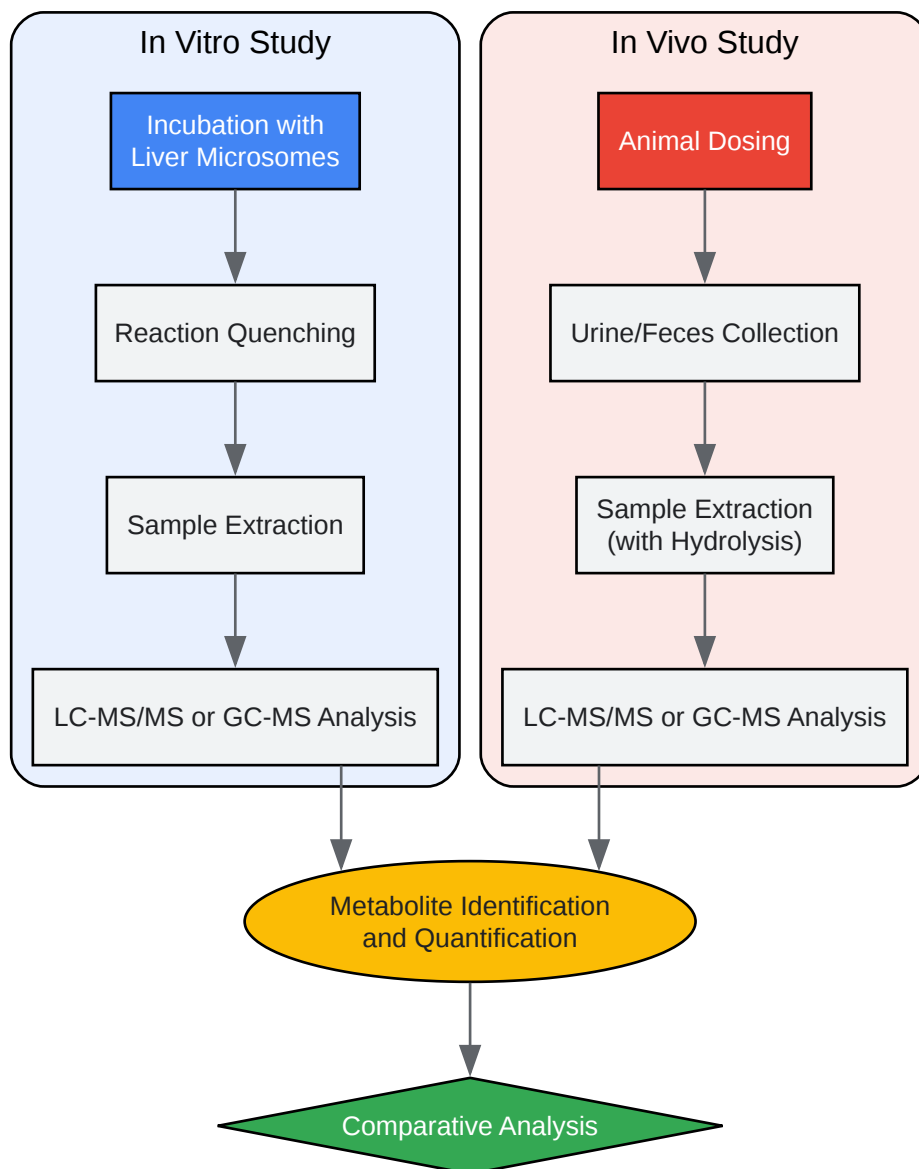 In Vitro Study
Incubation with
Liver Microsomes
Reaction Quenching
Sample Extraction
LC-MS/MS or GC-MS Analysis
In Vivo Study
Animal Dosing
Urine/Feces Collection
Sample Extraction
(with Hydrolysis)
LC-MS/MS or GC-MS Analysis
Metabolite Identification
and Quantification
Comparative Analysis